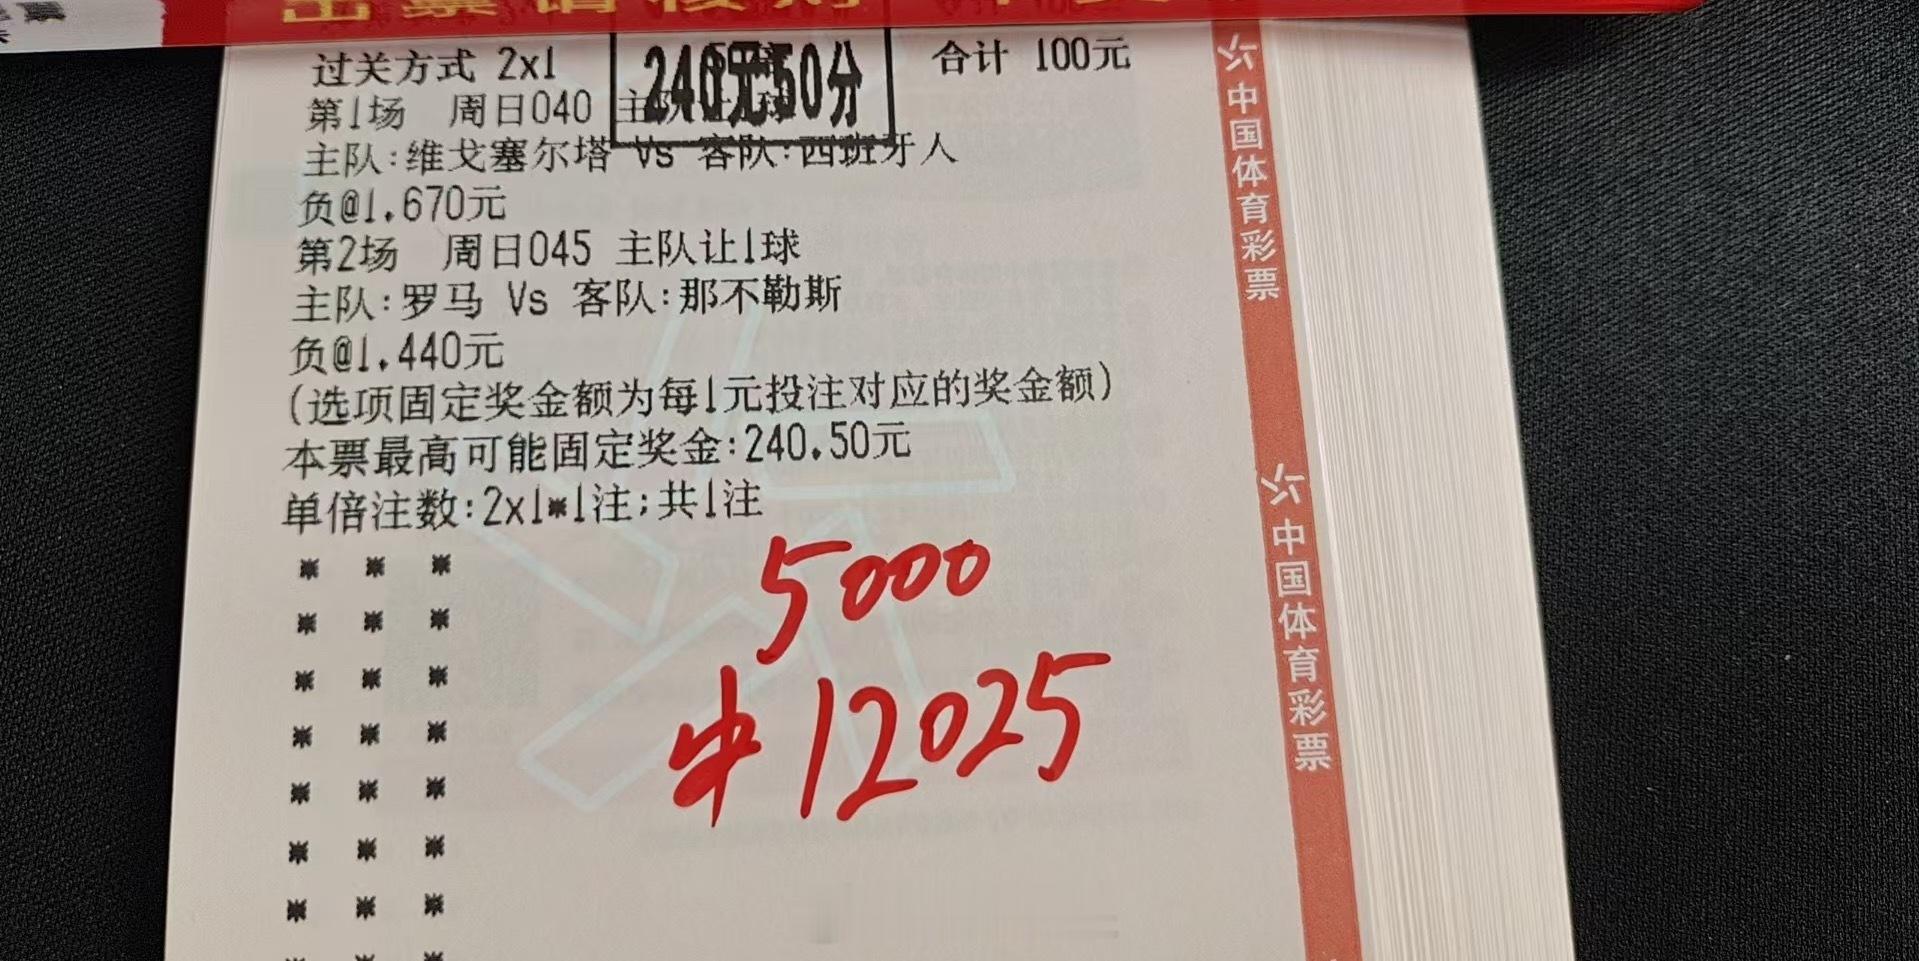 过关方式 2x1
240元50分
合计 100元
第1场 周日040 主队
主队:维戈塞尔塔 Vs 客队:西班牙人
负@1.670元
第2场 周日045 主队让1球
主队:罗马 Vs 客队:那不勒斯
负@1.440元
(选项固定奖金额为每1元投注对应的奖金额)
本票最高可能固定奖金:240.50元
单倍注数:2x1*1注;共1注
5000
中12025
中国体育彩票
中国体育彩票